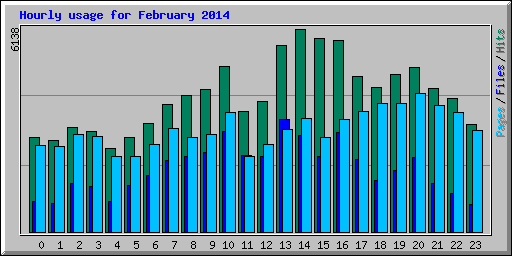 Hourly usage for February 2014
6138
Pages / Files / Hits
0 1 2 3 4 5 6 7 8 9 10 11 12 13 14 15 16 17 18 19 20 21 22 23